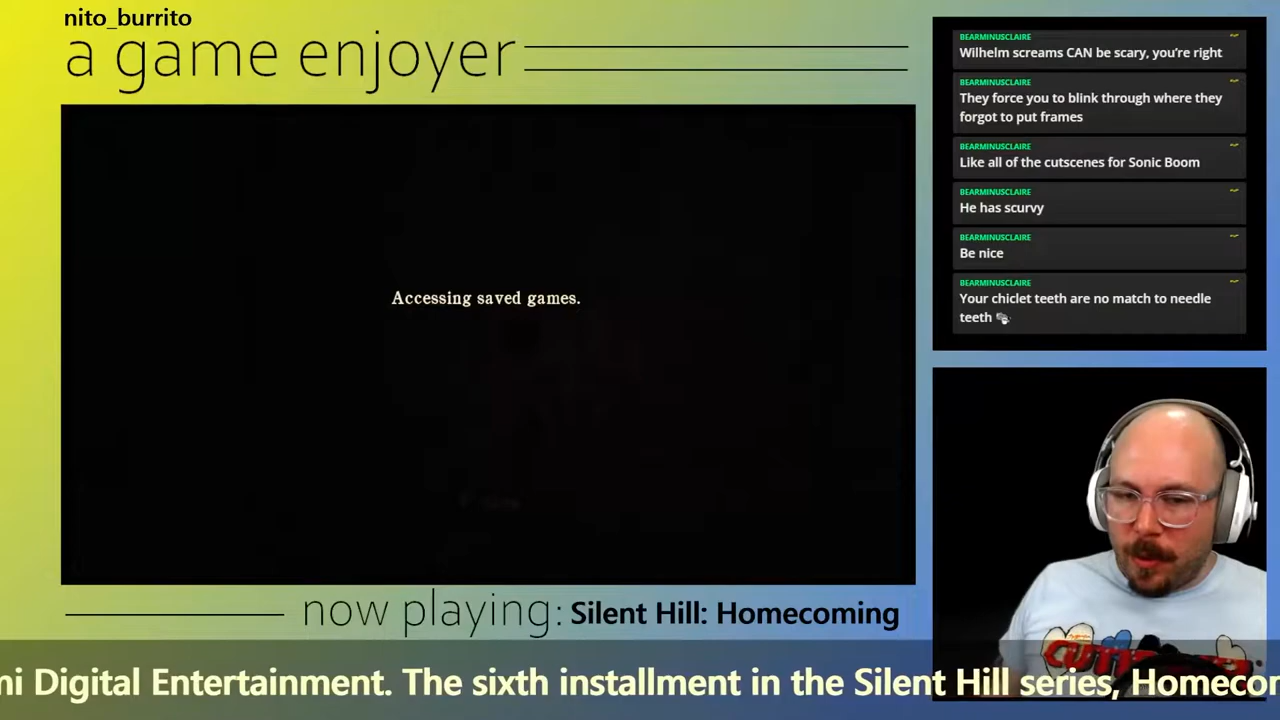 nito_burrito
a game enjoyer
Accessing saved games.
now playing: Silent Hill: Homecoming
BEARMINUSCLAIRE
Wilhelm screams CAN be scary, you're right
BEARMINUSCLAIRE
They force you to blink through where they
forgot to put frames
BEARMINUSCLAIRE
Like all of the cutscenes for Sonic Boom
BEARMINUSCLAIRE
He has scurvy
BEARMINUSCLAIRE
Be nice
BEARMINUSCLAIRE
Your chiclet teeth are no match to needle
teeth
mi Digital Entertainment. The sixth installment in the Silent Hill series, Homecon